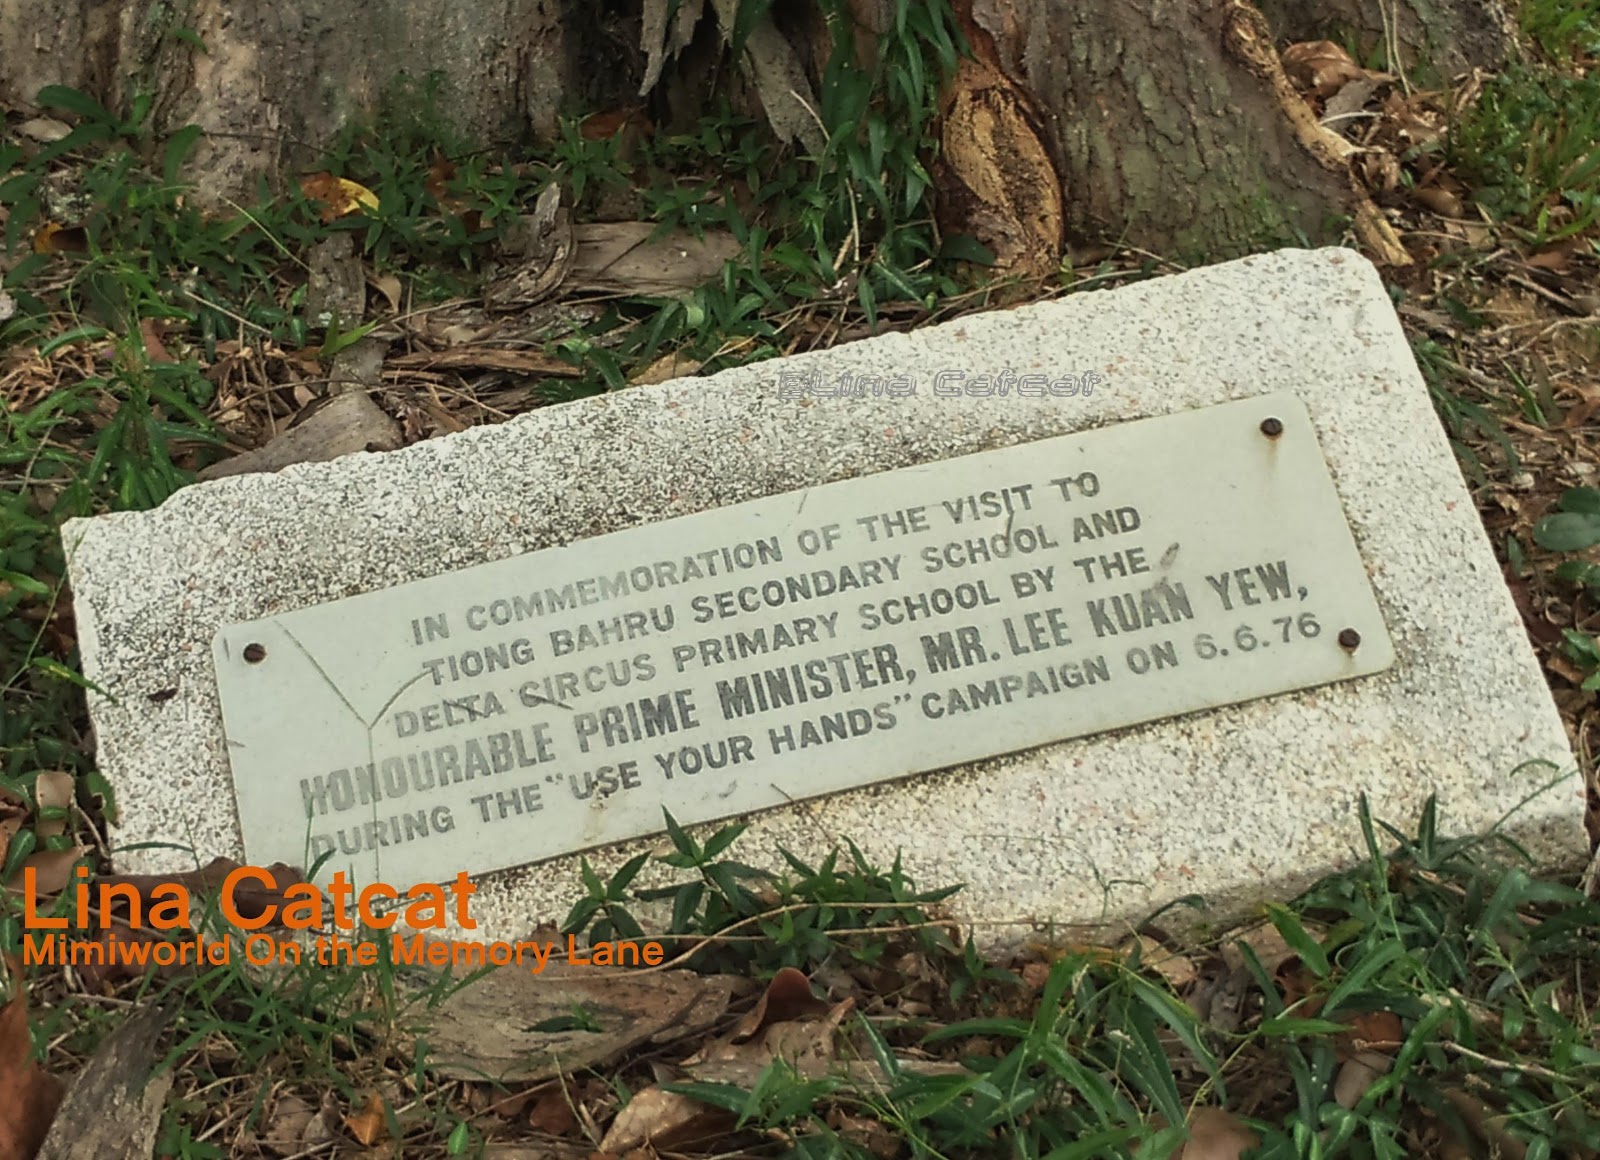 ©Lina Catcat
IN COMMEMORATION OF THE VISIT TO
TIONG BAHRU SECONDARY SCHOOL AND
DELTA CIRCUS PRIMARY SCHOOL BY THE
HONOURABLE PRIME MINISTER, MR. LEE KUAN YEW,
DURING THE "USE YOUR HANDS" CAMPAIGN ON 6.6.76
Lina Catcat
Mimiworld On the Memory Lane